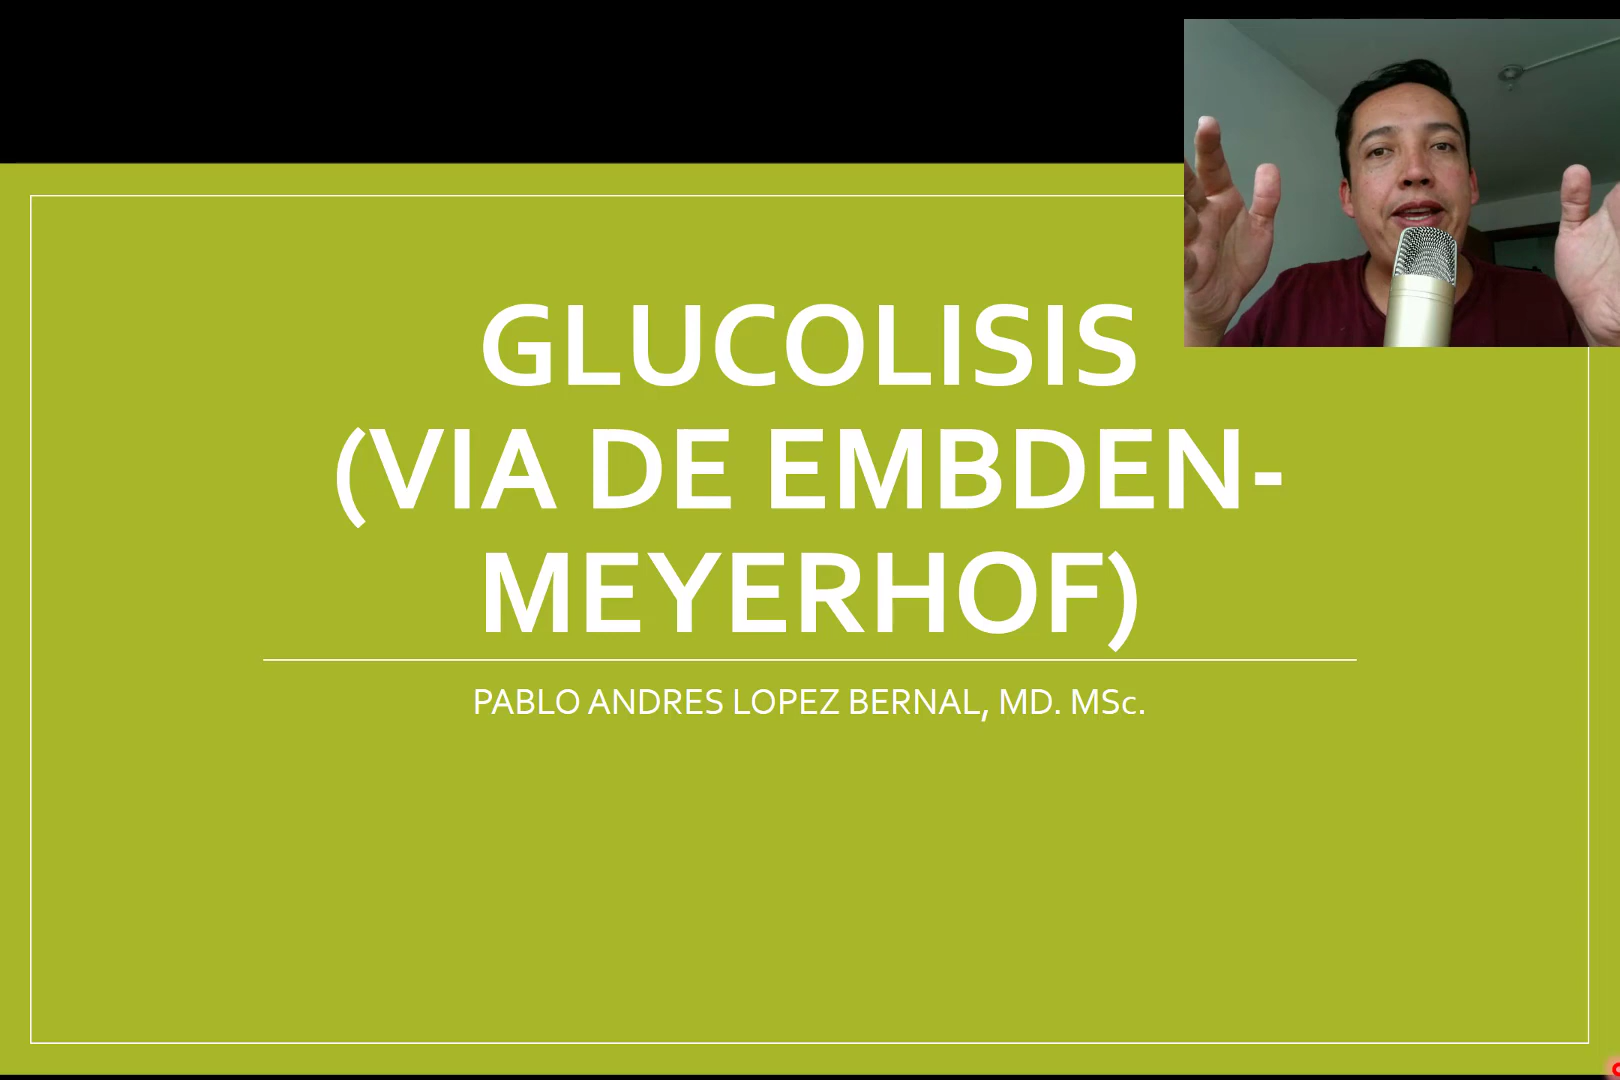 GLUCOLISIS
(VIA DE EMBDEN-
MEYERHOF)
PABLO ANDRES LOPEZ BERNAL, MD. MSc.